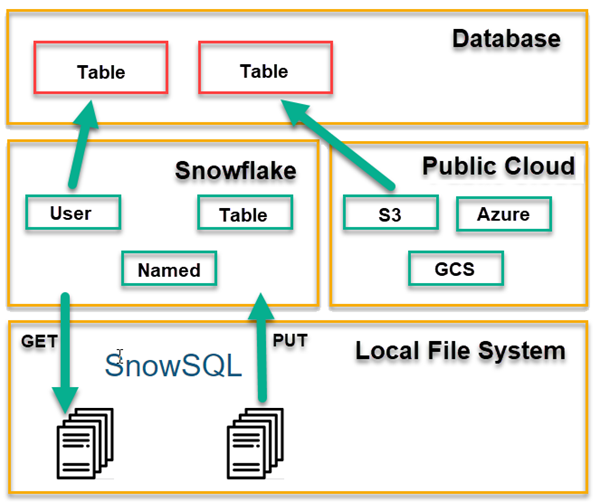 Database
Table
Table
Snowflake
User
Table
Named
Public Cloud
S3
Azure
GCS
GET
SnowSQL
PUT
Local File System